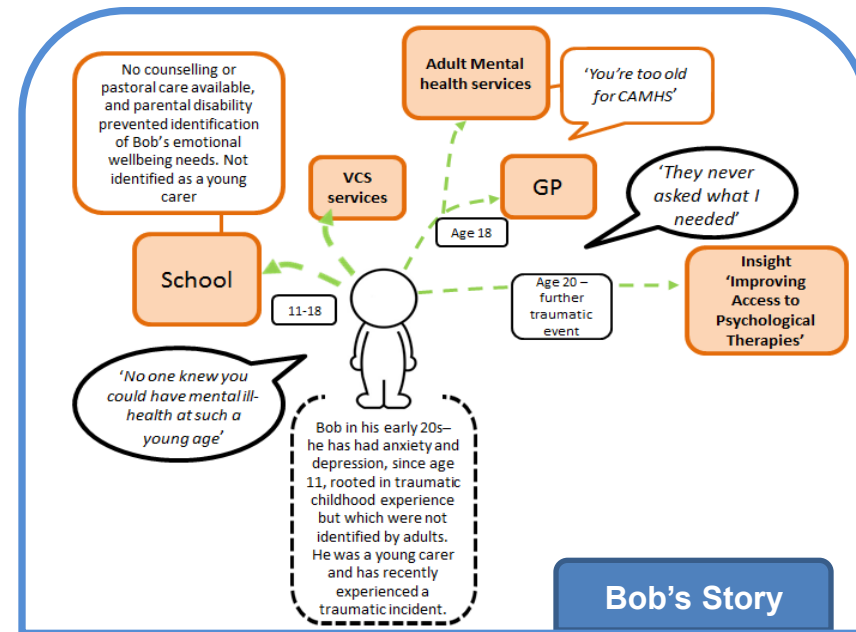 No counselling or
pastoral care available,
and parental disability
prevented identification
of Bob's emotional
wellbeing needs. Not
identified as a young
carer
Adult Mental
health services
'You're too old
for CAMHS'
VCS
services
GP
'They never
asked what I
needed'
Age 18
School
11-18
Age 20 –
further
traumatic
event
Insight
'Improving
Access to
Psychological
Therapies'
'No one knew you
could have mental ill-
health at such a
young age'
Bob in his early 20s–
he has had anxiety and
depression, since age
11, rooted in traumatic
childhood experience
but which were not
identified by adults.
He was a young carer
and has recently
experienced a
traumatic incident.
Bob's Story